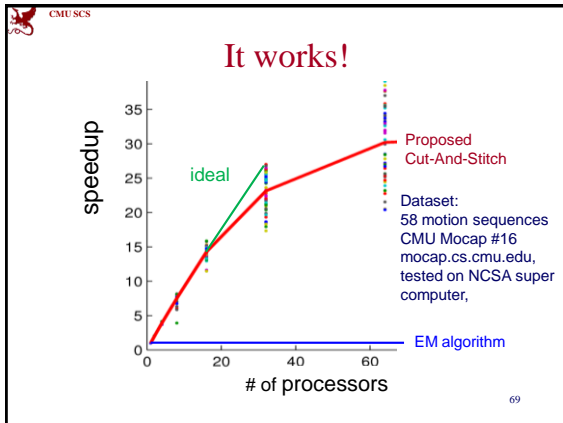 CMU SCS
It works!
speedup
35
30
25
20
15
10
5
0
0
20
40
60
# of processors
ideal
Proposed
Cut-And-Stitch
Dataset:
58 motion sequences
CMU Mocap #16
mocap.cs.cmu.edu,
tested on NCSA super
computer,
EM algorithm
69